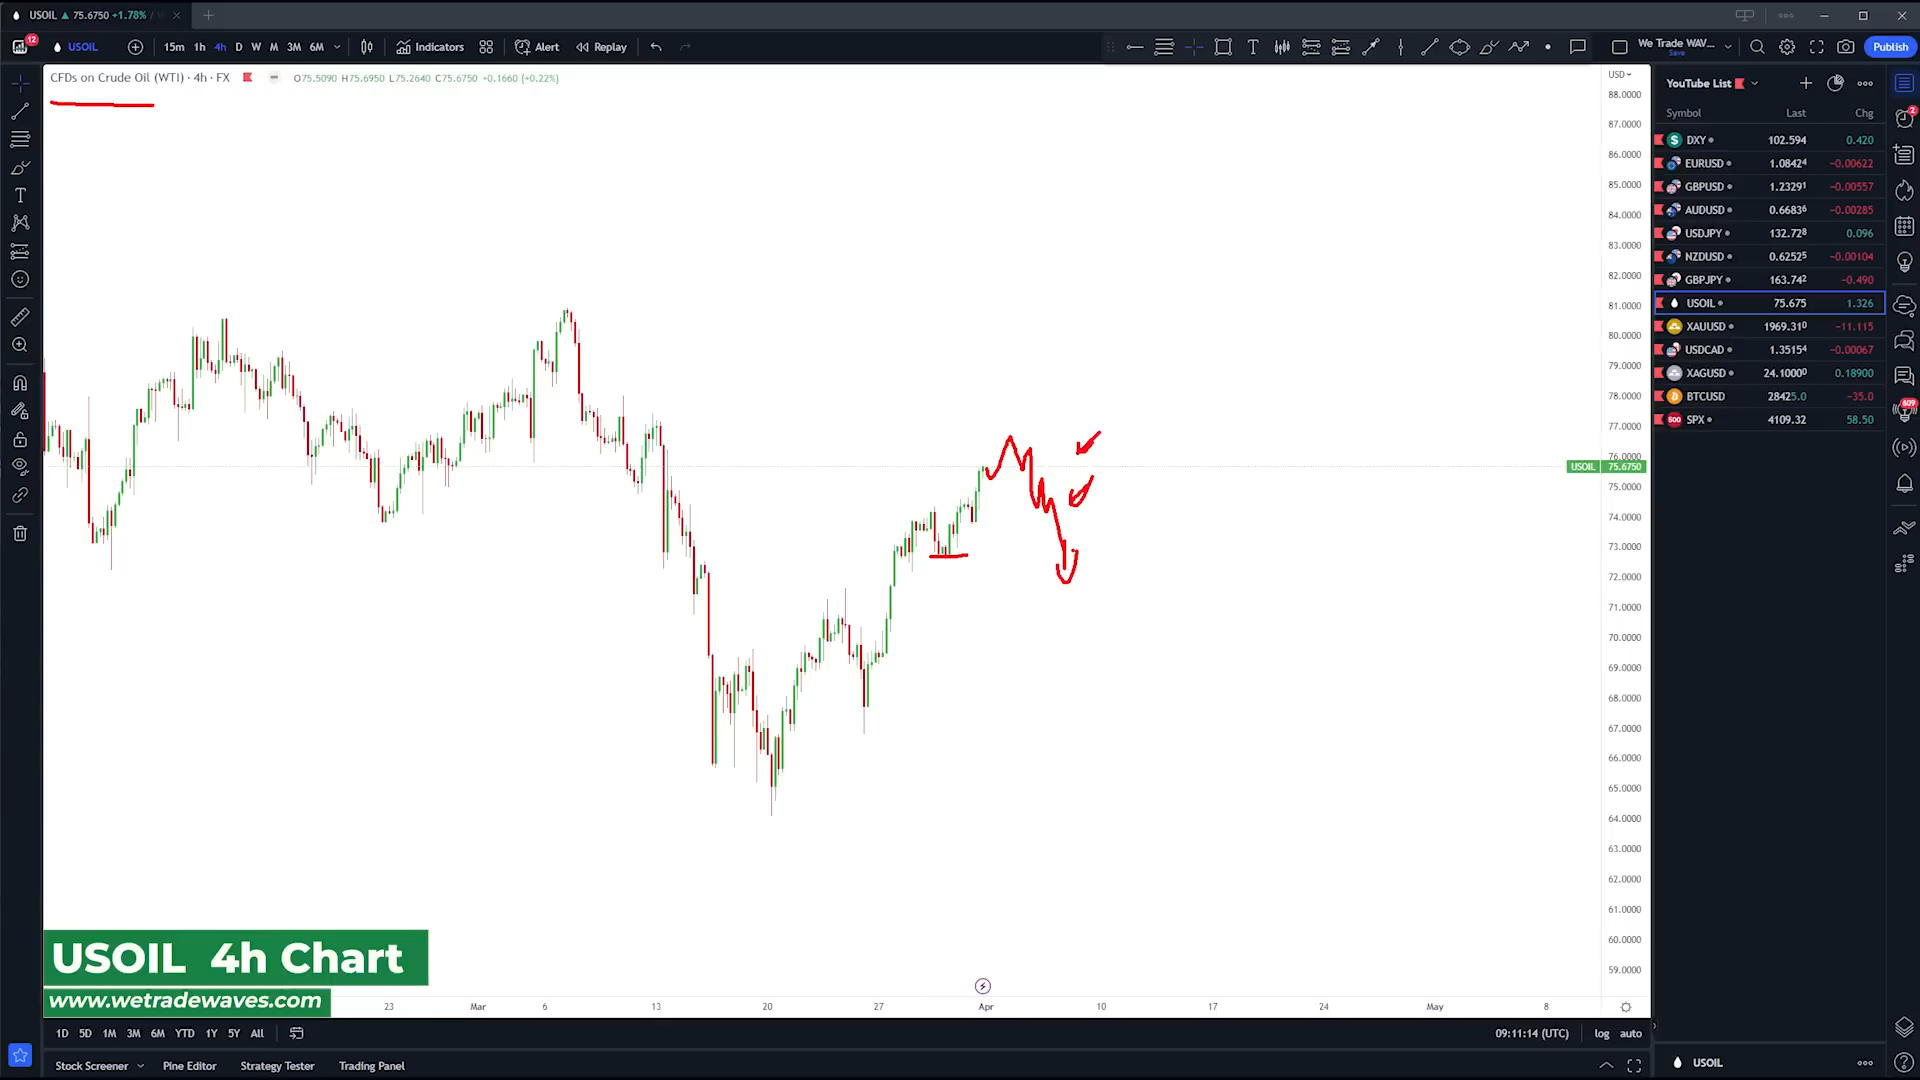 USOIL ▲ 75.6750 +1.78% /
12 USOIL 15m 1h 4h D W M 3M 6M Indicators Alert Replay We Trade WAV... Save Publish
CFDs on Crude Oil (WTI) · 4h · FX O75.5090 H75.6950 L75.2640 C75.6750 +0.1660 (+0.22%)
USD
88.0000
87.0000
86.0000
85.0000
84.0000
83.0000
82.0000
81.0000
80.0000
79.0000
78.0000
77.0000
76.0000
USOIL 75.6750
75.0000
74.0000
73.0000
72.0000
71.0000
70.0000
69.0000
68.0000
67.0000
66.0000
65.0000
64.0000
63.0000
62.0000
61.0000
60.0000
59.0000
YouTube List
Symbol Last Chg
DXY 102.594 0.420
EURUSD 1.08424 −0.00622
GBPUSD 1.23291 −0.00557
AUDUSD 0.66836 −0.00285
USDJPY 132.728 0.096
NZDUSD 0.62525 −0.00104
GBPJPY 163.742 −0.490
USOIL 75.675 1.326
XAUUSD 1969.310 −11.115
USDCAD 1.35154 −0.00067
XAGUSD 24.1000 0.18900
BTCUSD 28425.0 −35.0
500 SPX 4109.32 58.50
2
609
USOIL 4h Chart
www.wetradewaves.com
23 Mar 6 13 20 27 Apr 10 17 24 May 8
1D 5D 1M 3M 6M YTD 1Y 5Y All 09:11:14 (UTC) log auto
Stock Screener Pine Editor Strategy Tester Trading Panel USOIL